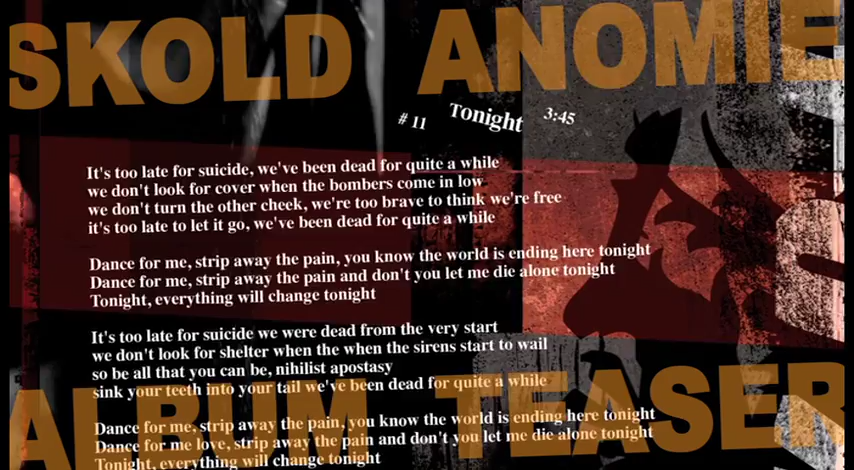 SKOLD ANOMIE
# 11 Tonight 3:45
It's too late for suicide, we've been dead for quite a while
we don't look for cover when the bombers come in low
we don't turn the other cheek, we're too brave to think we're free
it's too late to let it go, we've been dead for quite a while
Dance for me, strip away the pain, you know the world is ending here tonight
Dance for me, strip away the pain and don't you let me die alone tonight
Tonight, everything will change tonight
It's too late for suicide we were dead from the very start
we don't look for shelter when the when the sirens start to wail
so be all that you can be, nihilist apostasy
sink your teeth into your tail we've been dead for quite a while
ALBUM TEASER
Dance for me, strip away the pain, you know the world is ending here tonight
Dance for me love, strip away the pain and don't you let me die alone tonight
Tonight, everything will change tonight